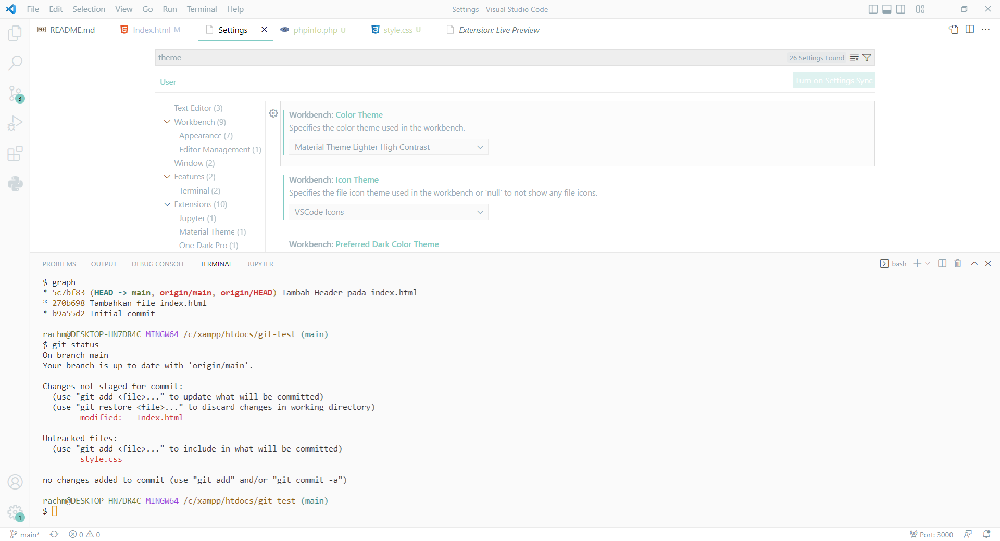 File Edit Selection View Go Run Terminal Help
Settings - Visual Studio Code
README.md
Index.html M
Settings
phpinfo.php U
style.css U
Extension: Live Preview
theme
26 Settings Found
User
Turn on Settings Sync
Text Editor (3)
Workbench (9)
Appearance (7)
Editor Management (1)
Window (2)
Features (2)
Terminal (2)
Extensions (10)
Jupyter (1)
Material Theme (1)
One Dark Pro (1)
Workbench: Color Theme
Specifies the color theme used in the workbench.
Material Theme Lighter High Contrast
Workbench: Icon Theme
Specifies the file icon theme used in the workbench or 'null' to not show any file icons.
VSCode Icons
Workbench: Preferred Dark Color Theme
3
PROBLEMS OUTPUT DEBUG CONSOLE TERMINAL JUPYTER
bash
$ graph
* 5c7bf83 (HEAD -> main, origin/main, origin/HEAD) Tambah Header pada index.html
* 270b698 Tambahkan file index.html
* b9a55d2 Initial commit
rachm@DESKTOP-HN7DR4C MINGW64 /c/xampp/htdocs/git-test (main)
$ git status
On branch main
Your branch is up to date with 'origin/main'.
Changes not staged for commit:
(use "git add <file>..." to update what will be committed)
(use "git restore <file>..." to discard changes in working directory)
modified:   Index.html
Untracked files:
(use "git add <file>..." to include in what will be committed)
style.css
no changes added to commit (use "git add" and/or "git commit -a")
rachm@DESKTOP-HN7DR4C MINGW64 /c/xampp/htdocs/git-test (main)
$
1
main*
0 0
Port: 3000